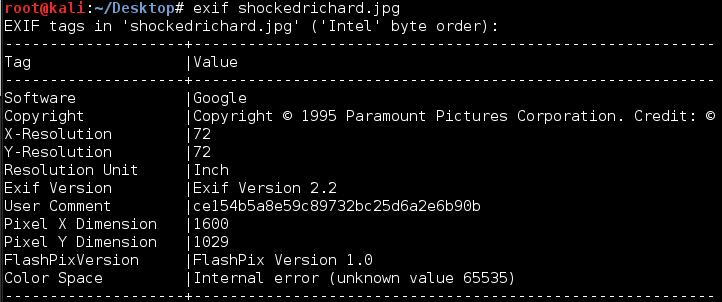 root@kali:~/Desktop# exif shockedrichard.jpg
EXIF tags in 'shockedrichard.jpg' ('Intel' byte order):
--------------------+----------------------------------------------------------
Tag                 |Value
--------------------+----------------------------------------------------------
Software            |Google
Copyright           |Copyright © 1995 Paramount Pictures Corporation. Credit: ©
X-Resolution        |72
Y-Resolution        |72
Resolution Unit     |Inch
Exif Version        |Exif Version 2.2
User Comment        |ce154b5a8e59c89732bc25d6a2e6b90b
Pixel X Dimension   |1600
Pixel Y Dimension   |1029
FlashPixVersion     |FlashPix Version 1.0
Color Space         |Internal error (unknown value 65535)
--------------------+----------------------------------------------------------